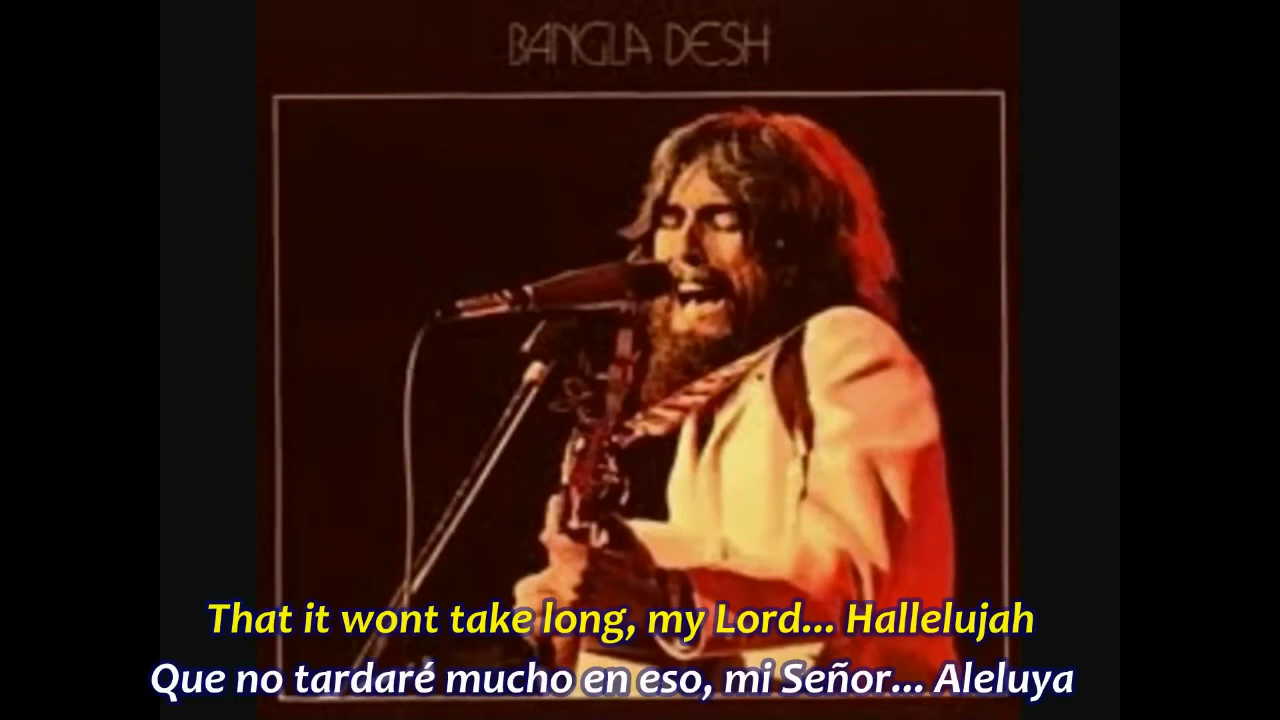 BANGLA DESH
That it wont take long, my Lord... Hallelujah
Que no tardaré mucho en eso, mi Señor... Aleluya